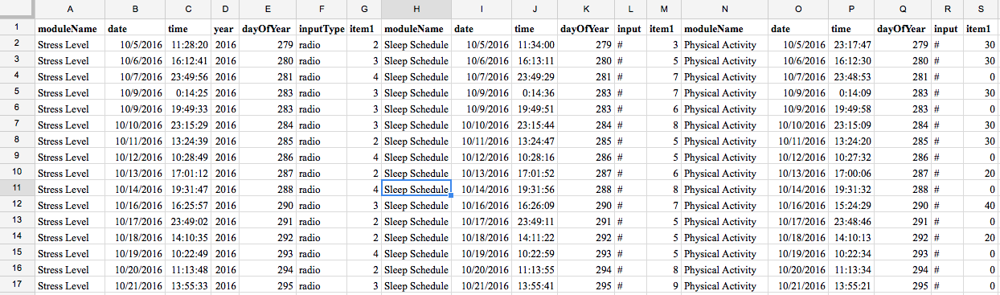 A B C D E F G H I J K L M N O P Q R S
1 moduleName date time year dayOfYear inputType item1 moduleName date time dayOfYear input item1 moduleName date time dayOfYear input item1
2 Stress Level 10/5/2016 11:28:20 2016 279 radio 2 Sleep Schedule 10/5/2016 11:34:00 279 # 3 Physical Activity 10/5/2016 23:17:47 279 # 30
3 Stress Level 10/6/2016 16:12:41 2016 280 radio 3 Sleep Schedule 10/6/2016 16:13:11 280 # 5 Physical Activity 10/6/2016 16:12:30 280 # 30
4 Stress Level 10/7/2016 23:49:56 2016 281 radio 4 Sleep Schedule 10/7/2016 23:49:29 281 # 7 Physical Activity 10/7/2016 23:48:53 281 # 0
5 Stress Level 10/9/2016 0:14:25 2016 283 radio 3 Sleep Schedule 10/9/2016 0:14:36 283 # 7 Physical Activity 10/9/2016 0:14:09 283 # 30
6 Stress Level 10/9/2016 19:49:33 2016 283 radio 3 Sleep Schedule 10/9/2016 19:49:51 283 # 6 Physical Activity 10/9/2016 19:49:58 283 # 0
7 Stress Level 10/10/2016 23:15:29 2016 284 radio 3 Sleep Schedule 10/10/2016 23:15:44 284 # 8 Physical Activity 10/10/2016 23:15:09 284 # 30
8 Stress Level 10/11/2016 13:24:39 2016 285 radio 2 Sleep Schedule 10/11/2016 13:24:47 285 # 5 Physical Activity 10/11/2016 13:24:20 285 # 30
9 Stress Level 10/12/2016 10:28:49 2016 286 radio 4 Sleep Schedule 10/12/2016 10:28:16 286 # 5 Physical Activity 10/12/2016 10:27:32 286 # 0
10 Stress Level 10/13/2016 17:01:12 2016 287 radio 2 Sleep Schedule 10/13/2016 17:01:52 287 # 6 Physical Activity 10/13/2016 17:00:06 287 # 20
11 Stress Level 10/14/2016 19:31:47 2016 288 radio 4 Sleep Schedule 10/14/2016 19:31:56 288 # 8 Physical Activity 10/14/2016 19:31:32 288 # 0
12 Stress Level 10/16/2016 16:25:57 2016 290 radio 3 Sleep Schedule 10/16/2016 16:26:09 290 # 7 Physical Activity 10/16/2016 15:24:29 290 # 40
13 Stress Level 10/17/2016 23:49:02 2016 291 radio 2 Sleep Schedule 10/17/2016 23:49:11 291 # 5 Physical Activity 10/17/2016 23:48:46 291 # 0
14 Stress Level 10/18/2016 14:10:35 2016 292 radio 2 Sleep Schedule 10/18/2016 14:11:22 292 # 5 Physical Activity 10/18/2016 14:10:13 292 # 20
15 Stress Level 10/19/2016 10:22:49 2016 293 radio 4 Sleep Schedule 10/19/2016 10:22:59 293 # 5 Physical Activity 10/19/2016 10:22:34 293 # 0
16 Stress Level 10/20/2016 11:13:48 2016 294 radio 2 Sleep Schedule 10/20/2016 11:13:55 294 # 8 Physical Activity 10/20/2016 11:13:34 294 # 0
17 Stress Level 10/21/2016 13:55:33 2016 295 radio 3 Sleep Schedule 10/21/2016 13:55:41 295 # 9 Physical Activity 10/21/2016 13:55:21 295 # 0